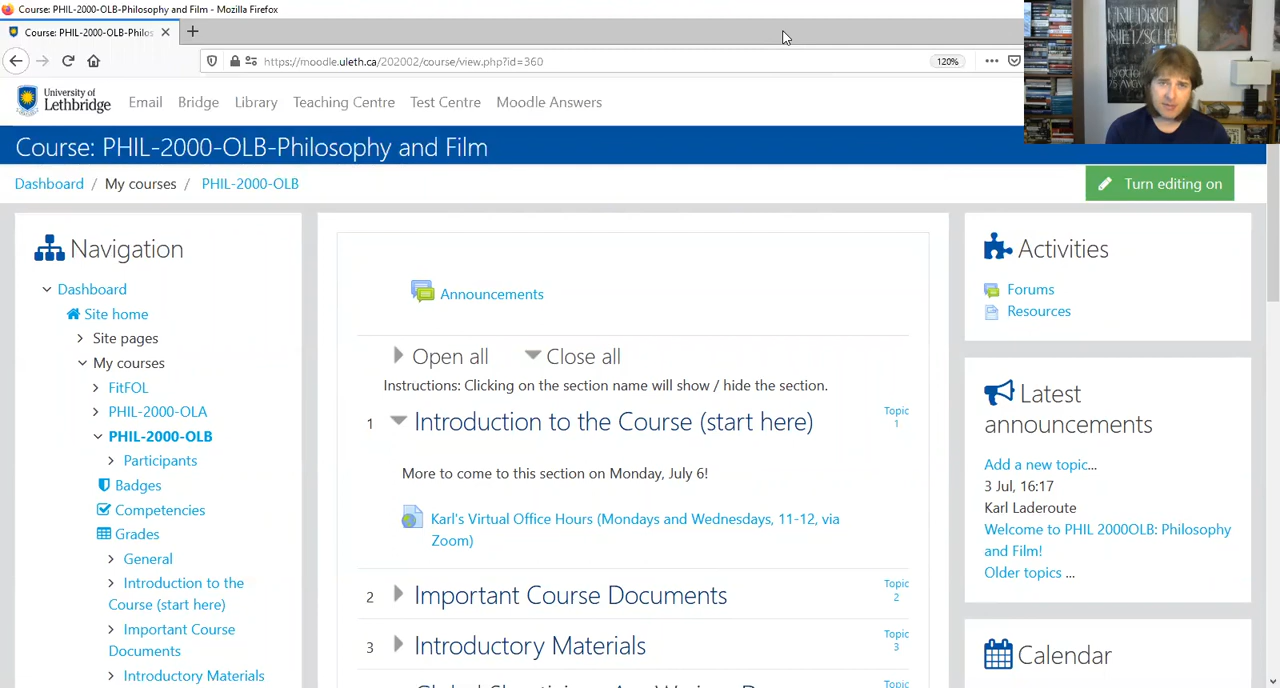 Course: PHIL-2000-OLB-Philosophy and Film - Mozilla Firefox
Course: PHIL-2000-OLB-Philos
https://moodle.uleth.ca/202002/course/view.php?id=360
120%
University of
Lethbridge
Email
Bridge
Library
Teaching Centre
Test Centre
Moodle Answers
FRIEDRICH
NIETZSCHE
Course: PHIL-2000-OLB-Philosophy and Film
Dashboard / My courses / PHIL-2000-OLB
Turn editing on
Navigation
Dashboard
Site home
Site pages
My courses
FitFOL
PHIL-2000-OLA
PHIL-2000-OLB
Participants
Badges
Competencies
Grades
General
Introduction to the
Course (start here)
Important Course
Documents
Introductory Materials
Announcements
Open all
Close all
Instructions: Clicking on the section name will show / hide the section.
1
Introduction to the Course (start here)
Topic
1
More to come to this section on Monday, July 6!
Karl's Virtual Office Hours (Mondays and Wednesdays, 11-12, via
Zoom)
2
Important Course Documents
Topic
2
3
Introductory Materials
Topic
3
Topic
Activities
Forums
Resources
Latest
announcements
Add a new topic...
3 Jul, 16:17
Karl Laderoute
Welcome to PHIL 2000OLB: Philosophy
and Film!
Older topics ...
Calendar